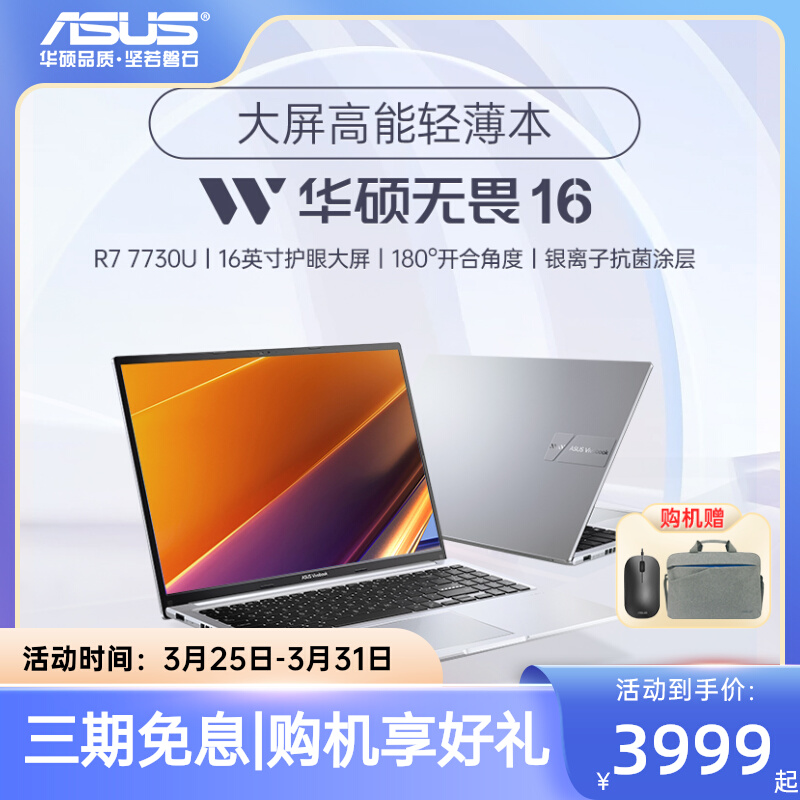 ASUS®
华硕品质·坚若磐石
大屏高能轻薄本
华硕无畏16
R7 7730U | 16英寸护眼大屏 | 180°开合角度 | 银离子抗菌涂层
ASUS Vivobook
ASUS Vivobook
购机赠
活动时间：3月25日-3月31日
三期免息|购机享好礼
活动到手价：
¥3999起